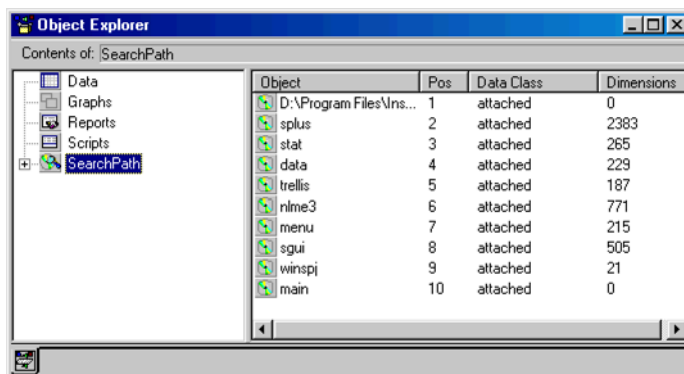 Object Explorer
Contents of: SearchPath
Data
Graphs
Reports
Scripts
SearchPath
Object Pos Data Class Dimensions
D:\Program Files\Ins... 1 attached 0
splus 2 attached 2383
stat 3 attached 265
data 4 attached 229
trellis 5 attached 187
nlme3 6 attached 771
menu 7 attached 215
sgui 8 attached 505
winspj 9 attached 21
main 10 attached 0